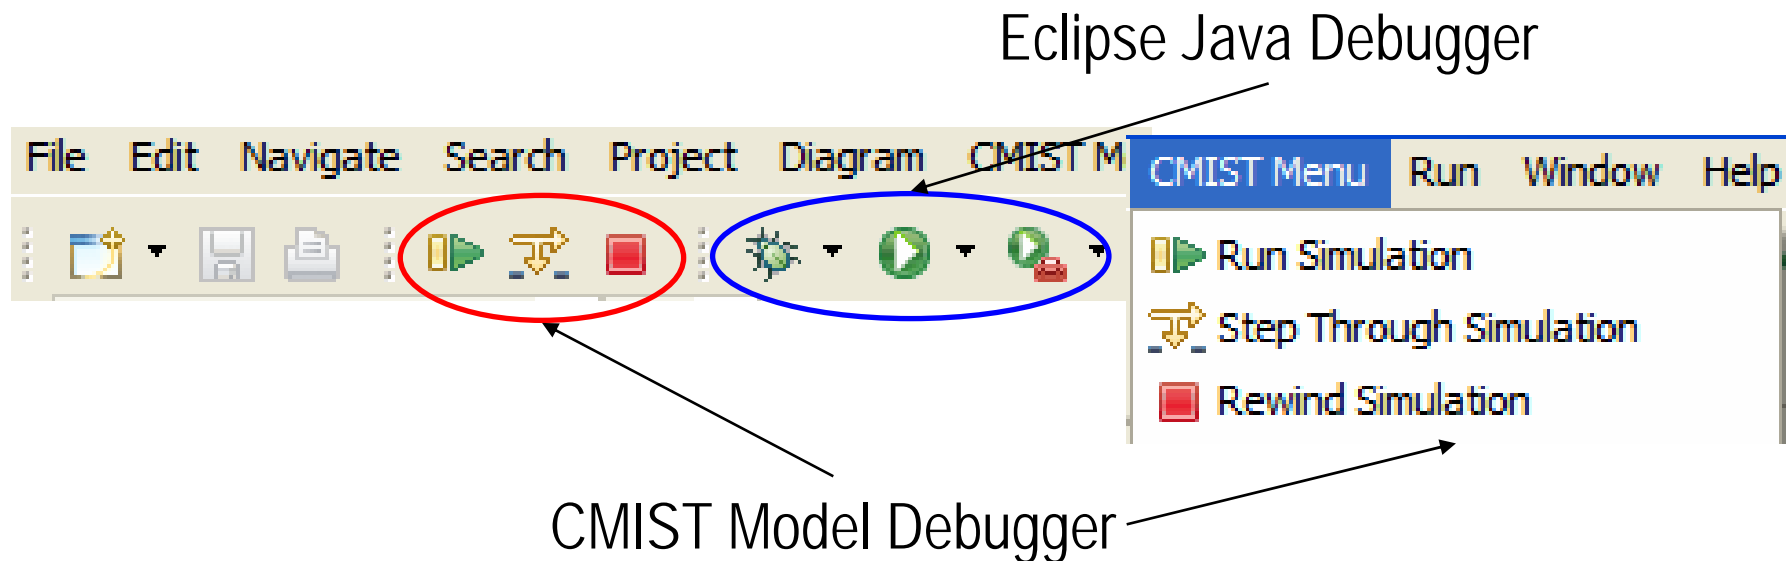 Eclipse Java Debugger
File Edit Navigate Search Project Diagram CMIST M
CMIST Menu Run Window Help
Run Simulation
Step Through Simulation
Rewind Simulation
CMIST Model Debugger